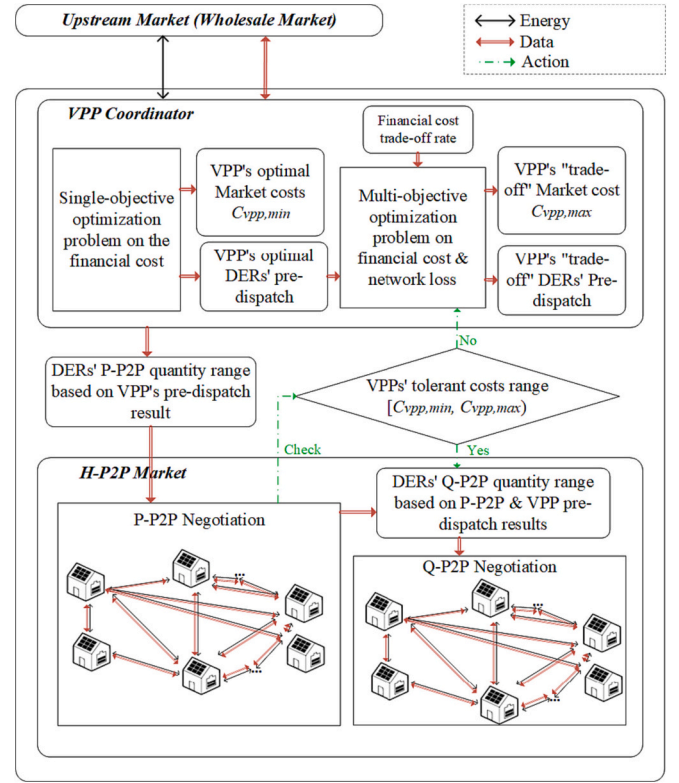 Upstream Market (Wholesale Market)
Energy
Data
Action
VPP Coordinator
Financial cost
trade-off rate
Single-objective
optimization
problem on the
financial cost
VPP's optimal
Market costs
Cvpp,min
VPP's optimal
DERs' pre-
dispatch
Multi-objective
optimization
problem on
financial cost &
network loss
VPP's "trade-
off" Market cost
Cvpp,max
VPP's "trade-
off" DERs' Pre-
dispatch
No
DERs' P-P2P quantity range
based on VPP's pre-dispatch
result
VPPs' tolerant costs range
[Cvpp,min, Cvpp,max)
Check
Yes
H-P2P Market
DERs' Q-P2P quantity range
based on P-P2P & VPP pre-
dispatch results
P-P2P Negotiation
...
...
Q-P2P Negotiation
...
...